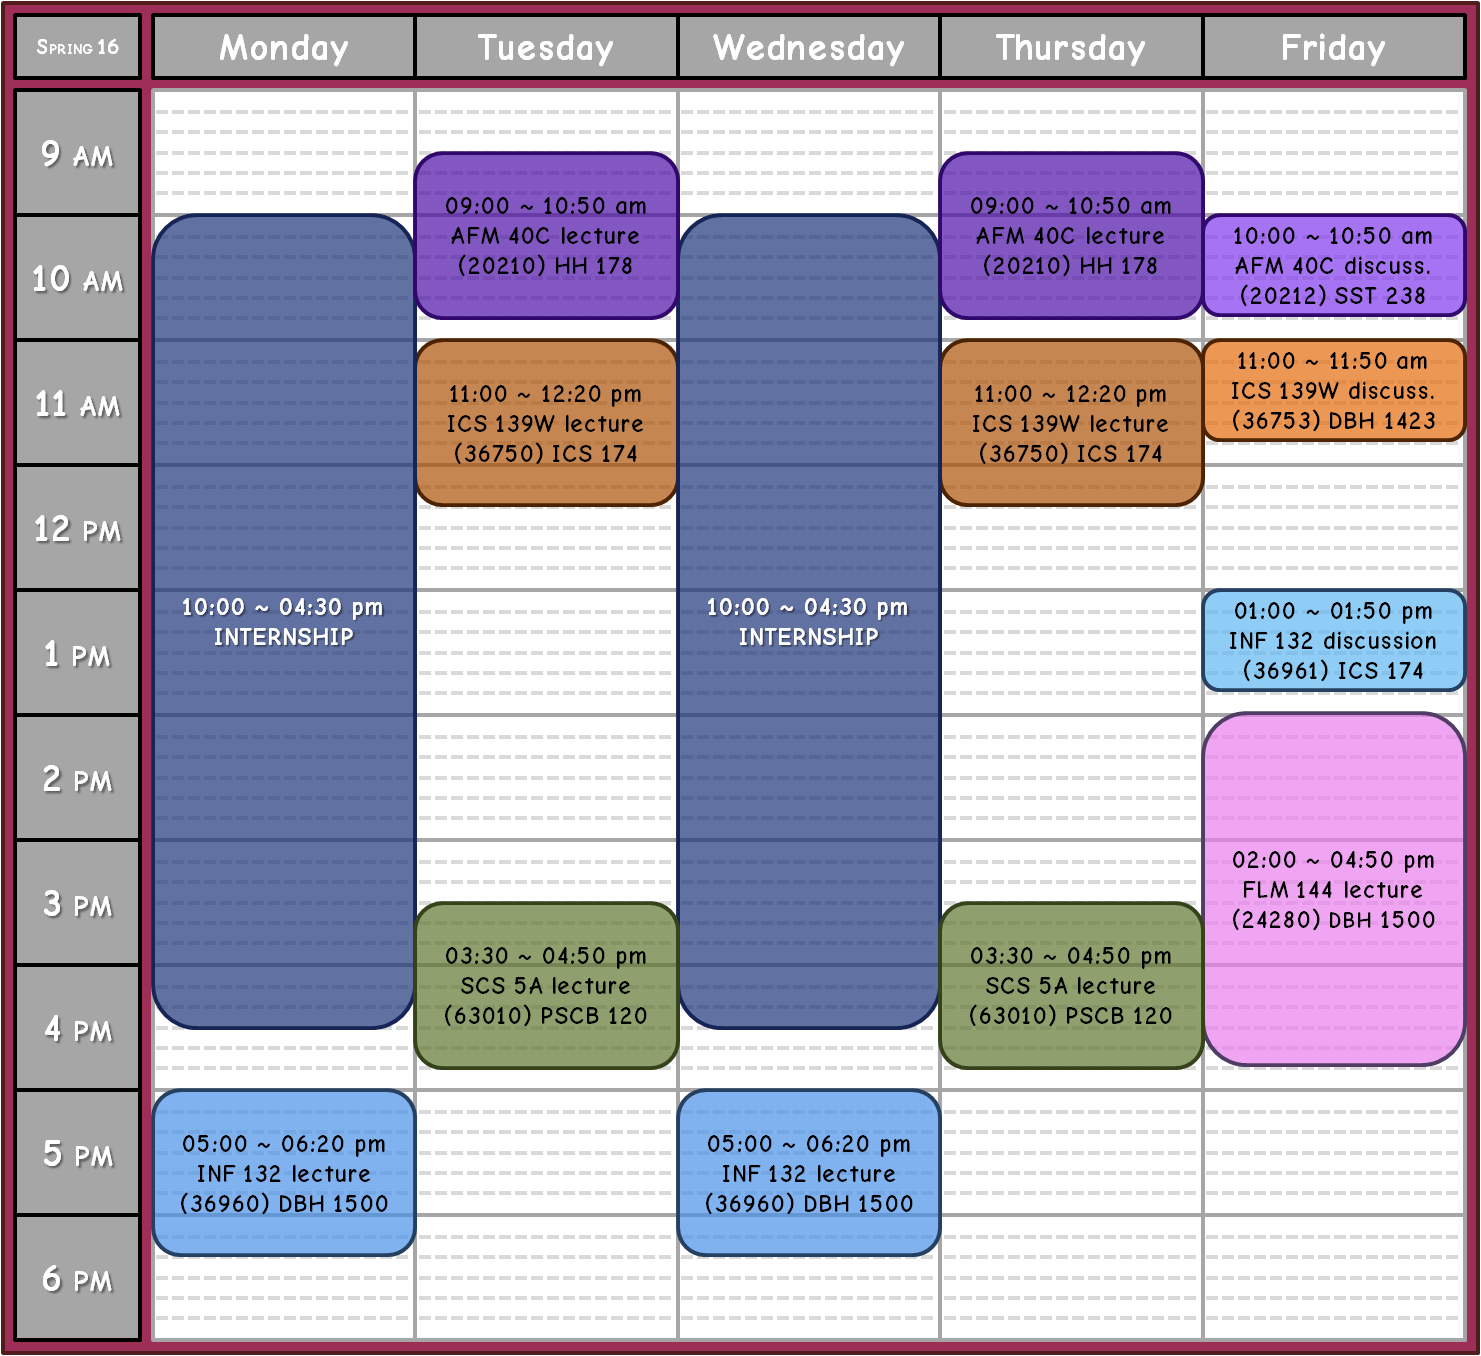 Spring 16
Monday
Tuesday
Wednesday
Thursday
Friday
9 AM
10 AM
11 AM
12 PM
1 PM
2 PM
3 PM
4 PM
5 PM
6 PM
10:00 ~ 04:30 pm
INTERNSHIP
05:00 ~ 06:20 pm
INF 132 lecture
(36960) DBH 1500
09:00 ~ 10:50 am
AFM 40C lecture
(20210) HH 178
11:00 ~ 12:20 pm
ICS 139W lecture
(36750) ICS 174
03:30 ~ 04:50 pm
SCS 5A lecture
(63010) PSCB 120
10:00 ~ 04:30 pm
INTERNSHIP
05:00 ~ 06:20 pm
INF 132 lecture
(36960) DBH 1500
09:00 ~ 10:50 am
AFM 40C lecture
(20210) HH 178
11:00 ~ 12:20 pm
ICS 139W lecture
(36750) ICS 174
03:30 ~ 04:50 pm
SCS 5A lecture
(63010) PSCB 120
10:00 ~ 10:50 am
AFM 40C discuss.
(20212) SST 238
11:00 ~ 11:50 am
ICS 139W discuss.
(36753) DBH 1423
01:00 ~ 01:50 pm
INF 132 discussion
(36961) ICS 174
02:00 ~ 04:50 pm
FLM 144 lecture
(24280) DBH 1500